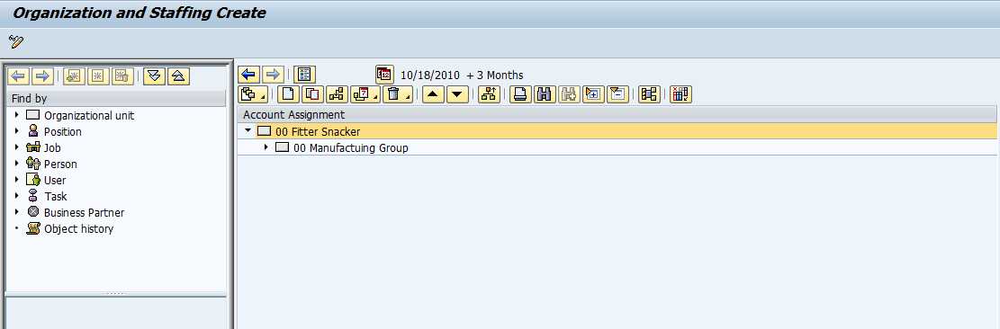 Organization and Staffing Create
10/18/2010 + 3 Months
Find by
Organizational unit
Position
Job
Person
User
Task
Business Partner
Object history
Account Assignment
00 Fitter Snacker
00 Manufactuing Group